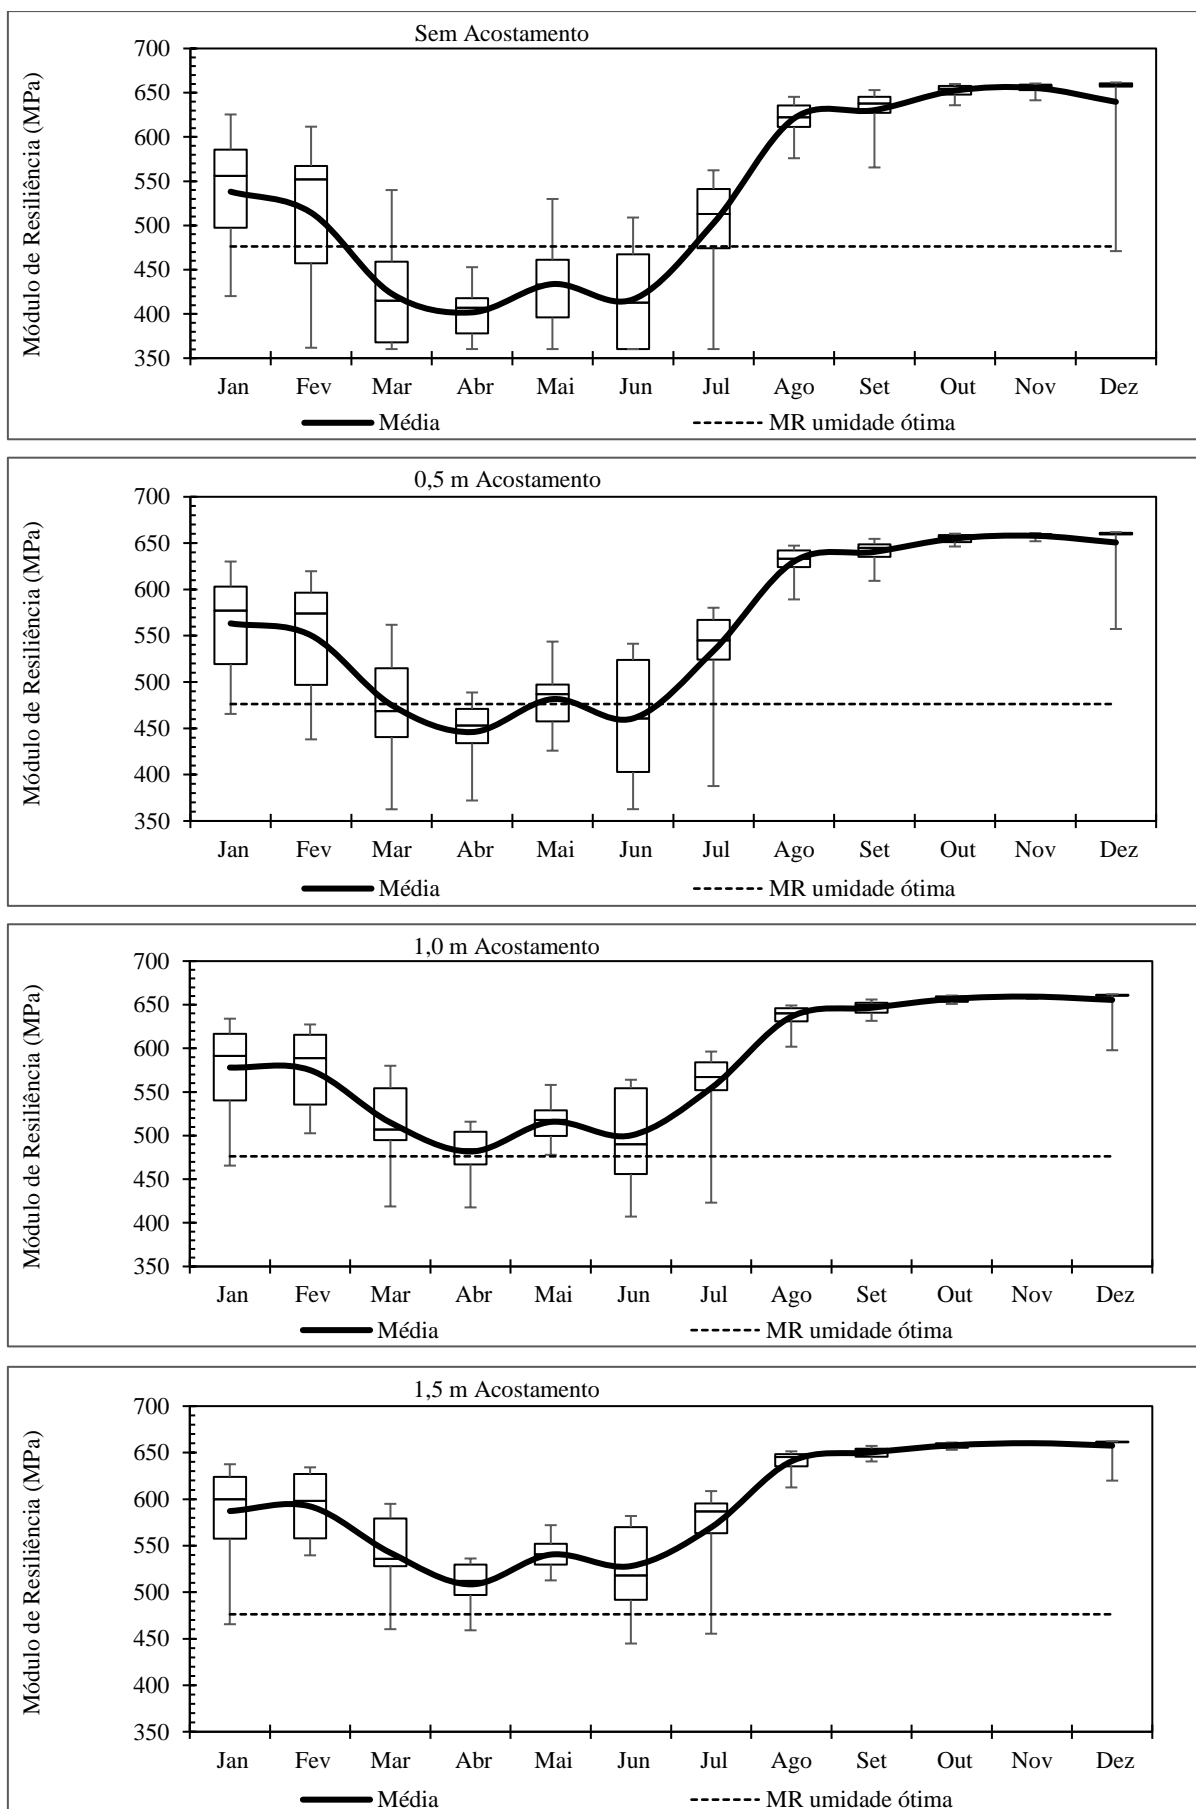 Sem Acostamento
Módulo de Resiliência (MPa)
700
650
600
550
500
450
400
350
Jan Fev Mar Abr Mai Jun Jul Ago Set Out Nov Dez
Média MR umidade ótima
0,5 m Acostamento
Módulo de Resiliência (MPa)
700
650
600
550
500
450
400
350
Jan Fev Mar Abr Mai Jun Jul Ago Set Out Nov Dez
Média MR umidade ótima
1,0 m Acostamento
Módulo de Resiliência (MPa)
700
650
600
550
500
450
400
350
Jan Fev Mar Abr Mai Jun Jul Ago Set Out Nov Dez
Média MR umidade ótima
1,5 m Acostamento
Módulo de Resiliência (MPa)
700
650
600
550
500
450
400
350
Jan Fev Mar Abr Mai Jun Jul Ago Set Out Nov Dez
Média MR umidade ótima